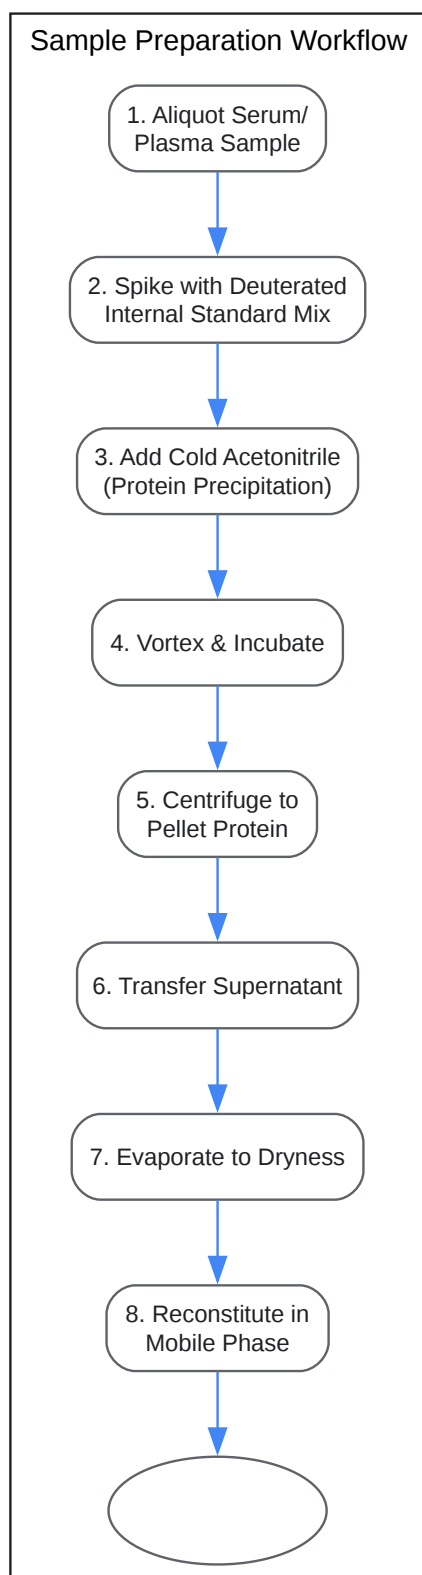 Sample Preparation Workflow
1. Aliquot Serum/
Plasma Sample
2. Spike with Deuterated
Internal Standard Mix
3. Add Cold Acetonitrile
(Protein Precipitation)
4. Vortex & Incubate
5. Centrifuge to
Pellet Protein
6. Transfer Supernatant
7. Evaporate to Dryness
8. Reconstitute in
Mobile Phase